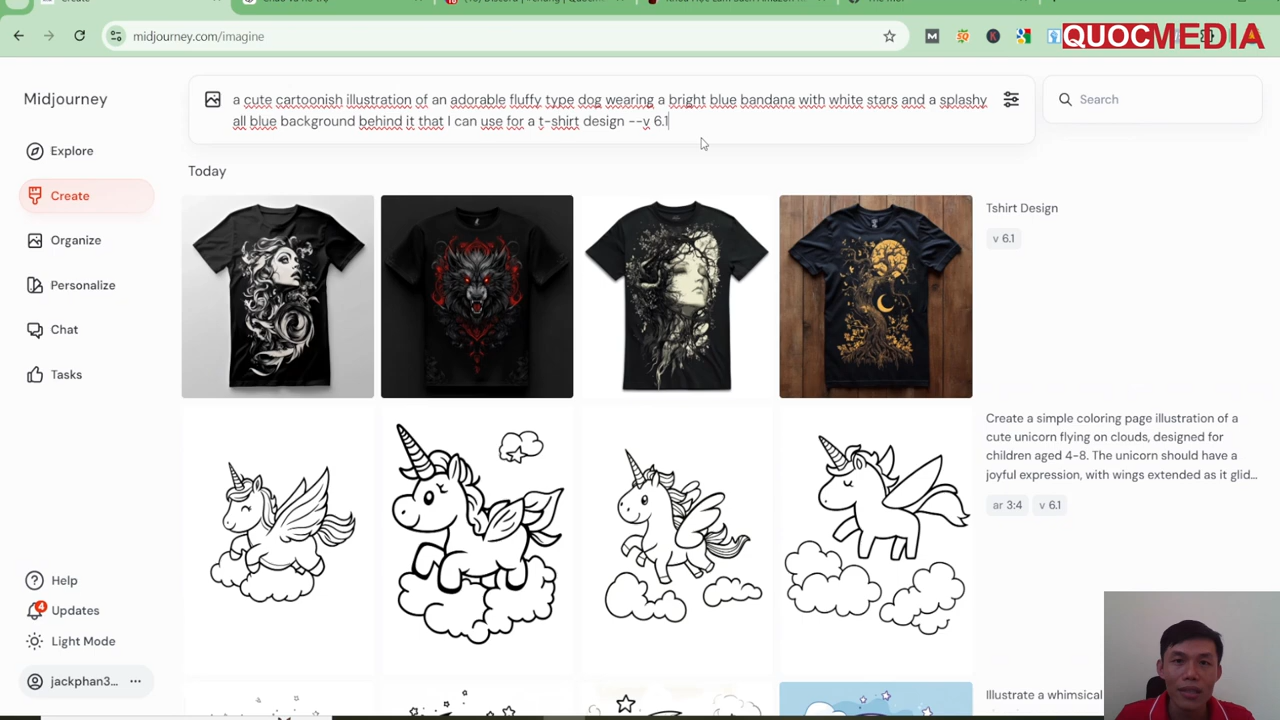 Create
midjourney.com/imagine
QUOCMEDIA
Midjourney
a cute cartoonish illustration of an adorable fluffy type dog wearing a bright blue bandana with white stars and a splashy
all blue background behind it that I can use for a t-shirt design --v 6.1
Search
Explore
Create
Organize
Personalize
Chat
Tasks
Today
Tshirt Design
v 6.1
Create a simple coloring page illustration of a
cute unicorn flying on clouds, designed for
children aged 4-8. The unicorn should have a
joyful expression, with wings extended as it glid...
ar 3:4
v 6.1
Help
4
Updates
Light Mode
jackphan3...
Illustrate a whimsical